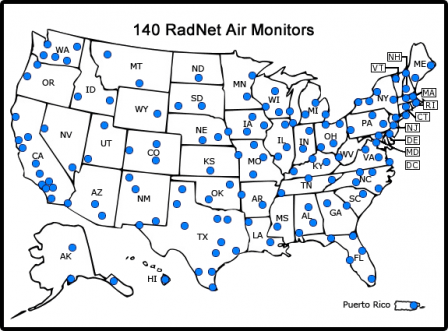 140 RadNet Air Monitors
NH
WA
VT
ME
MT
ND
MN
OR
ID
SD
WI
MI
NY
MA
RI
CT
WY
IA
PA
NJ
NV
NE
IL
IN
OH
DE
MD
UT
CO
CA
KS
MO
KY
WV
VA
DC
AZ
NM
OK
AR
TN
NC
SC
TX
MS
AL
GA
LA
AK
HI
FL
Puerto Rico